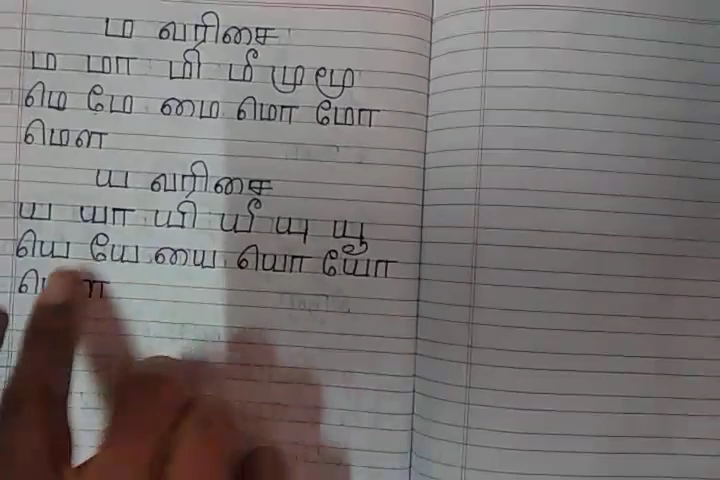 ம வரிசை
ம மா மி மீ மு மூ
மெ மே மை மொ மோ
மௌ
ய வரிசை
ய யா யி யீ யு யூ
யெ யே யை யொ யோ